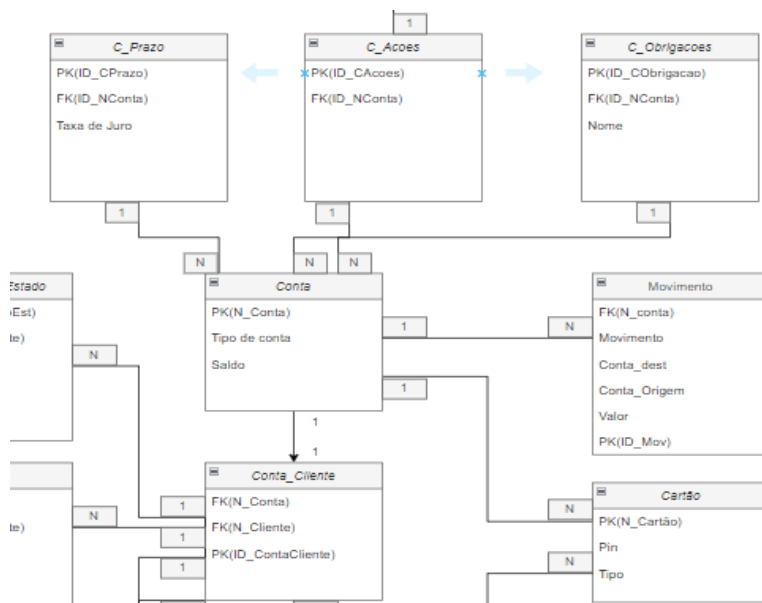 1
C_Prazo
PK(ID_CPrazo)
FK(ID_NConta)
Taxa de Juro
C_Acoes
PK(ID_CAcoes)
FK(ID_NConta)
C_Obrigacoes
PK(ID_CObrigacao)
FK(ID_NConta)
Nome
1
1
1
N
N
N
Estado
oEst)
te)
N
Conta
PK(N_Conta)
Tipo de conta
Saldo
1
1
N
Movimento
FK(N_conta)
Movimento
Conta_dest
Conta_Origem
Valor
PK(ID_Mov)
1
1
te)
N
1
1
1
Conta_Cliente
FK(N_Conta)
FK(N_Cliente)
PK(ID_ContaCliente)
N
N
Cartão
PK(N_Cartão)
Pin
Tipo